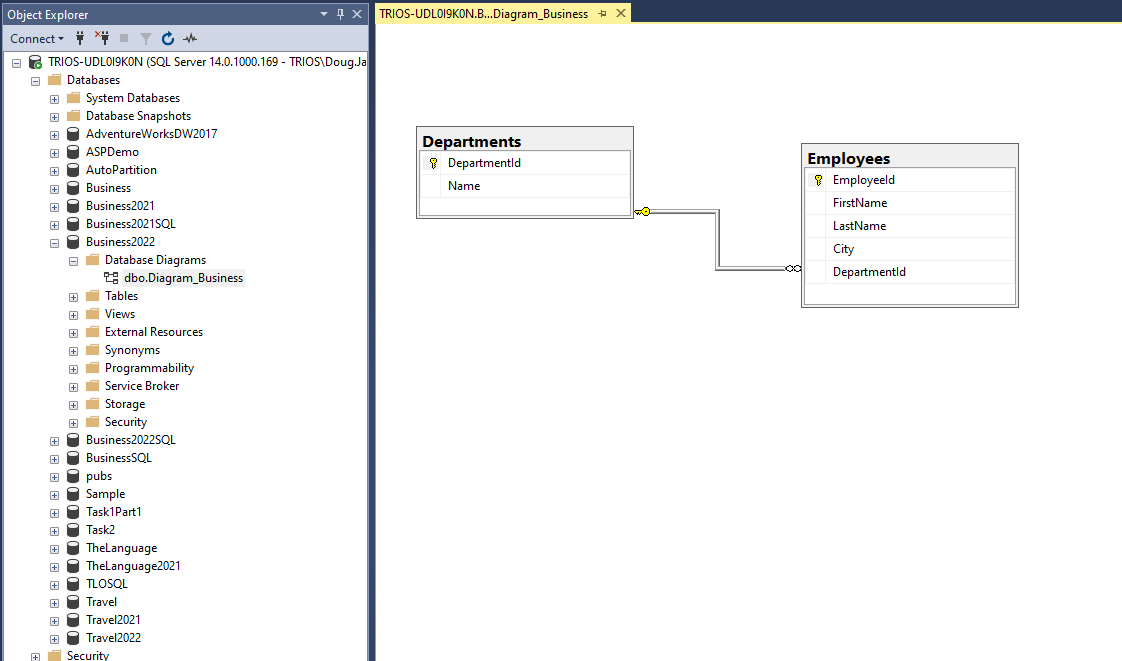 Object Explorer
Connect
TRIOS-UDL0I9K0N (SQL Server 14.0.1000.169 - TRIOS\Doug.Ja
Databases
System Databases
Database Snapshots
AdventureWorksDW2017
ASPDemo
AutoPartition
Business
Business2021
Business2021SQL
Business2022
Database Diagrams
dbo.Diagram_Business
Tables
Views
External Resources
Synonyms
Programmability
Service Broker
Storage
Security
Business2022SQL
BusinessSQL
pubs
Sample
Task1Part1
Task2
TheLanguage
TheLanguage2021
TLOSQL
Travel
Travel2021
Travel2022
Security
TRIOS-UDL0I9K0N.B...Diagram_Business
Departments
DepartmentId
Name
Employees
EmployeeId
FirstName
LastName
City
DepartmentId